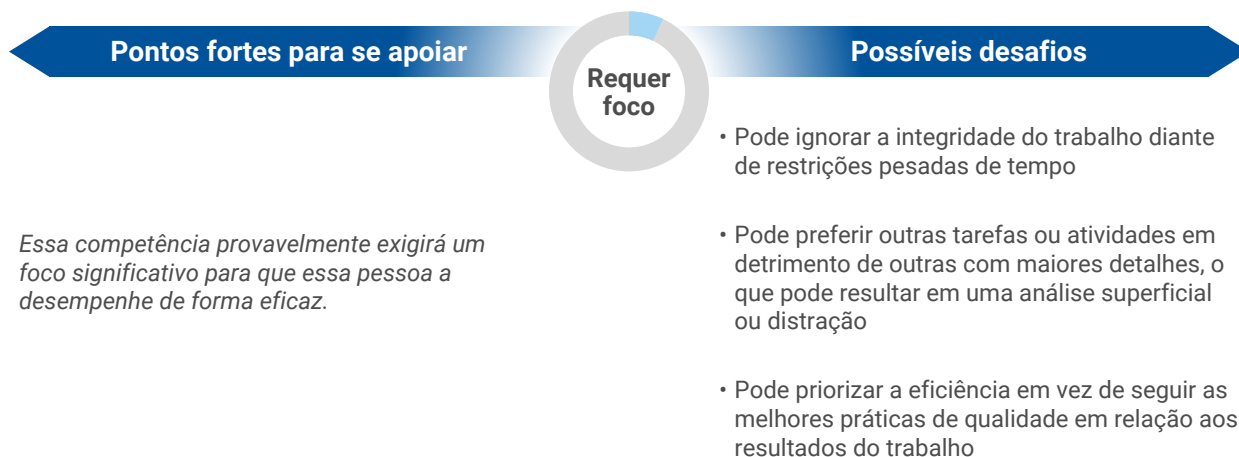 Pontos fortes para se apoiar
Requer
foco
Possíveis desafios
Essa competência provavelmente exigirá um
foco significativo para que essa pessoa a
desempenhe de forma eficaz.
• Pode ignorar a integridade do trabalho diante
de restrições pesadas de tempo
• Pode preferir outras tarefas ou atividades em
detrimento de outras com maiores detalhes, o
que pode resultar em uma análise superficial
ou distração
• Pode priorizar a eficiência em vez de seguir as
melhores práticas de qualidade em relação aos
resultados do trabalho